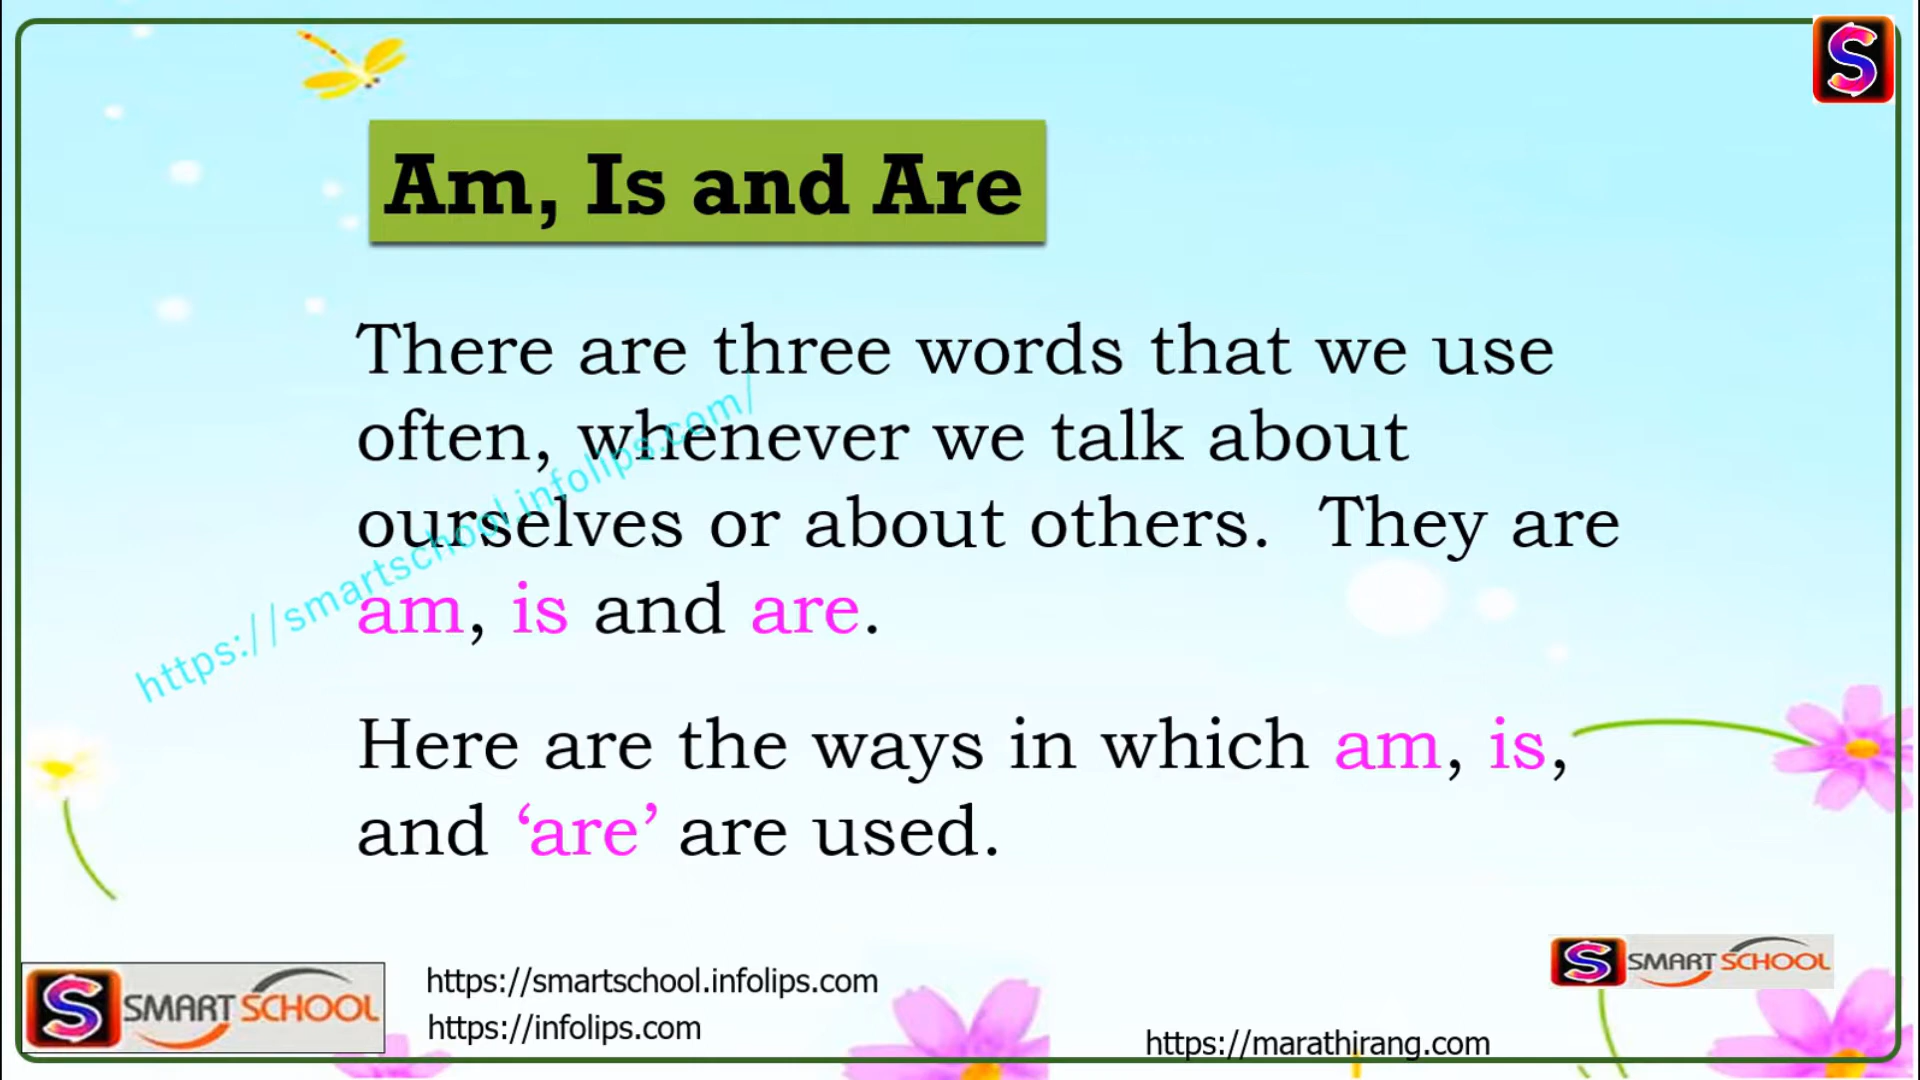 S
Am, Is and Are
There are three words that we use
often, whenever we talk about
ourselves or about others. They are
am, is and are.
https://smartschool.infolips.com/
Here are the ways in which am, is,
and ‘are’ are used.
S SMART SCHOOL
S SMART SCHOOL
https://smartschool.infolips.com
https://infolips.com
https://marathirang.com